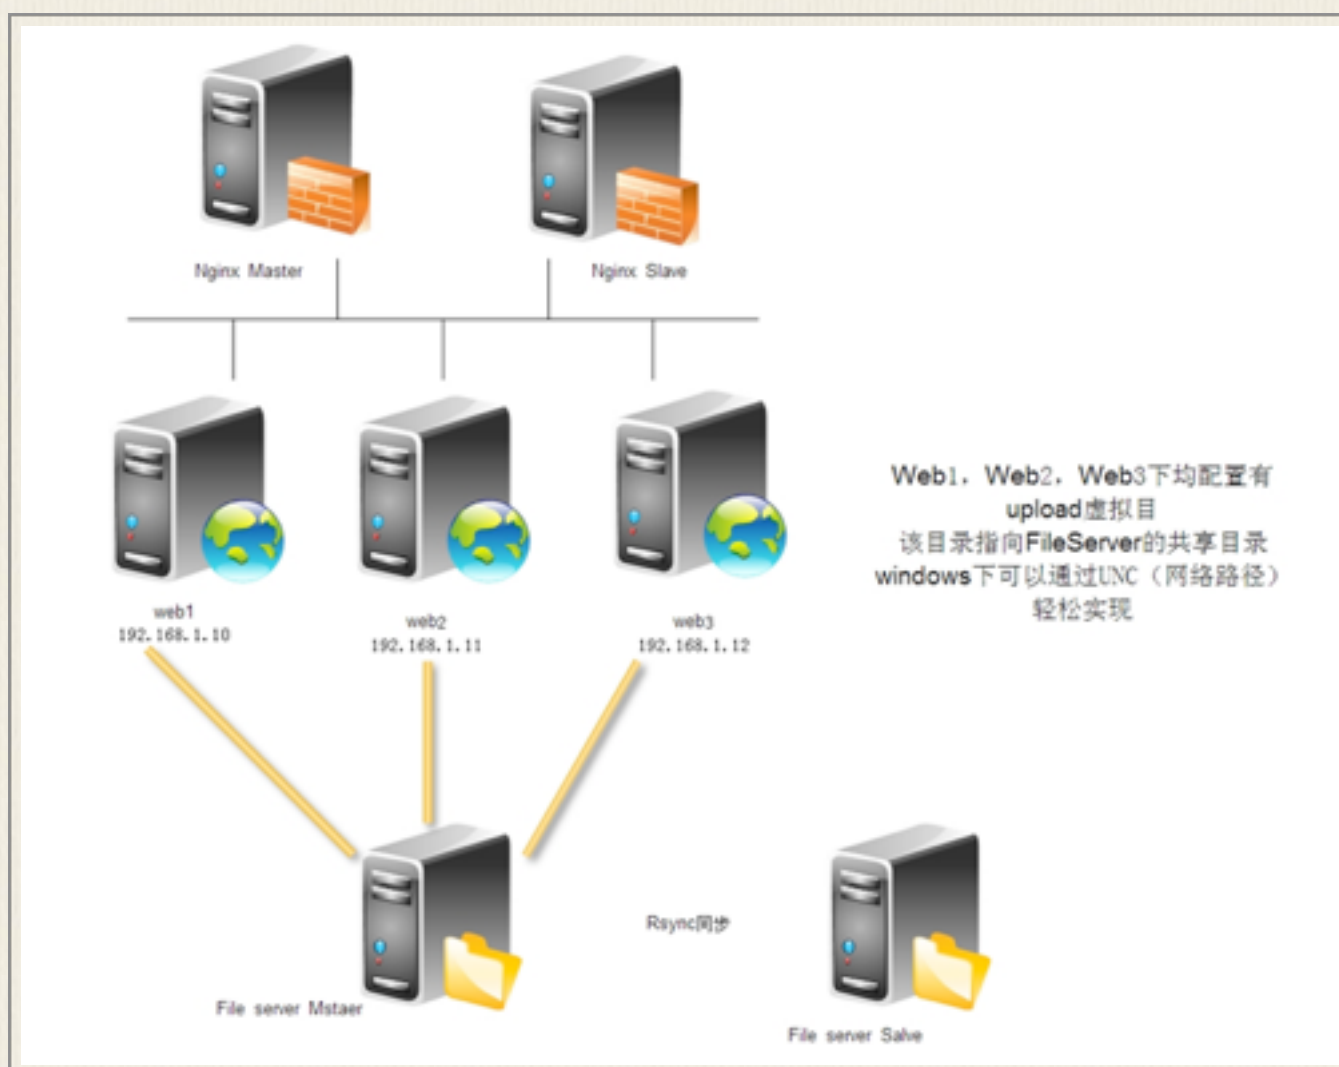 Nginx Master
Nginx Slave
Web1，Web2，Web3下均配置有
upload虚拟目
该目录指向FileServer的共享目录
windows下可以通过UNC（网络路径）
轻松实现
web1
192.168.1.10
web2
192.168.1.11
web3
192.168.1.12
Rsync同步
File server Mstaer
File server Salve